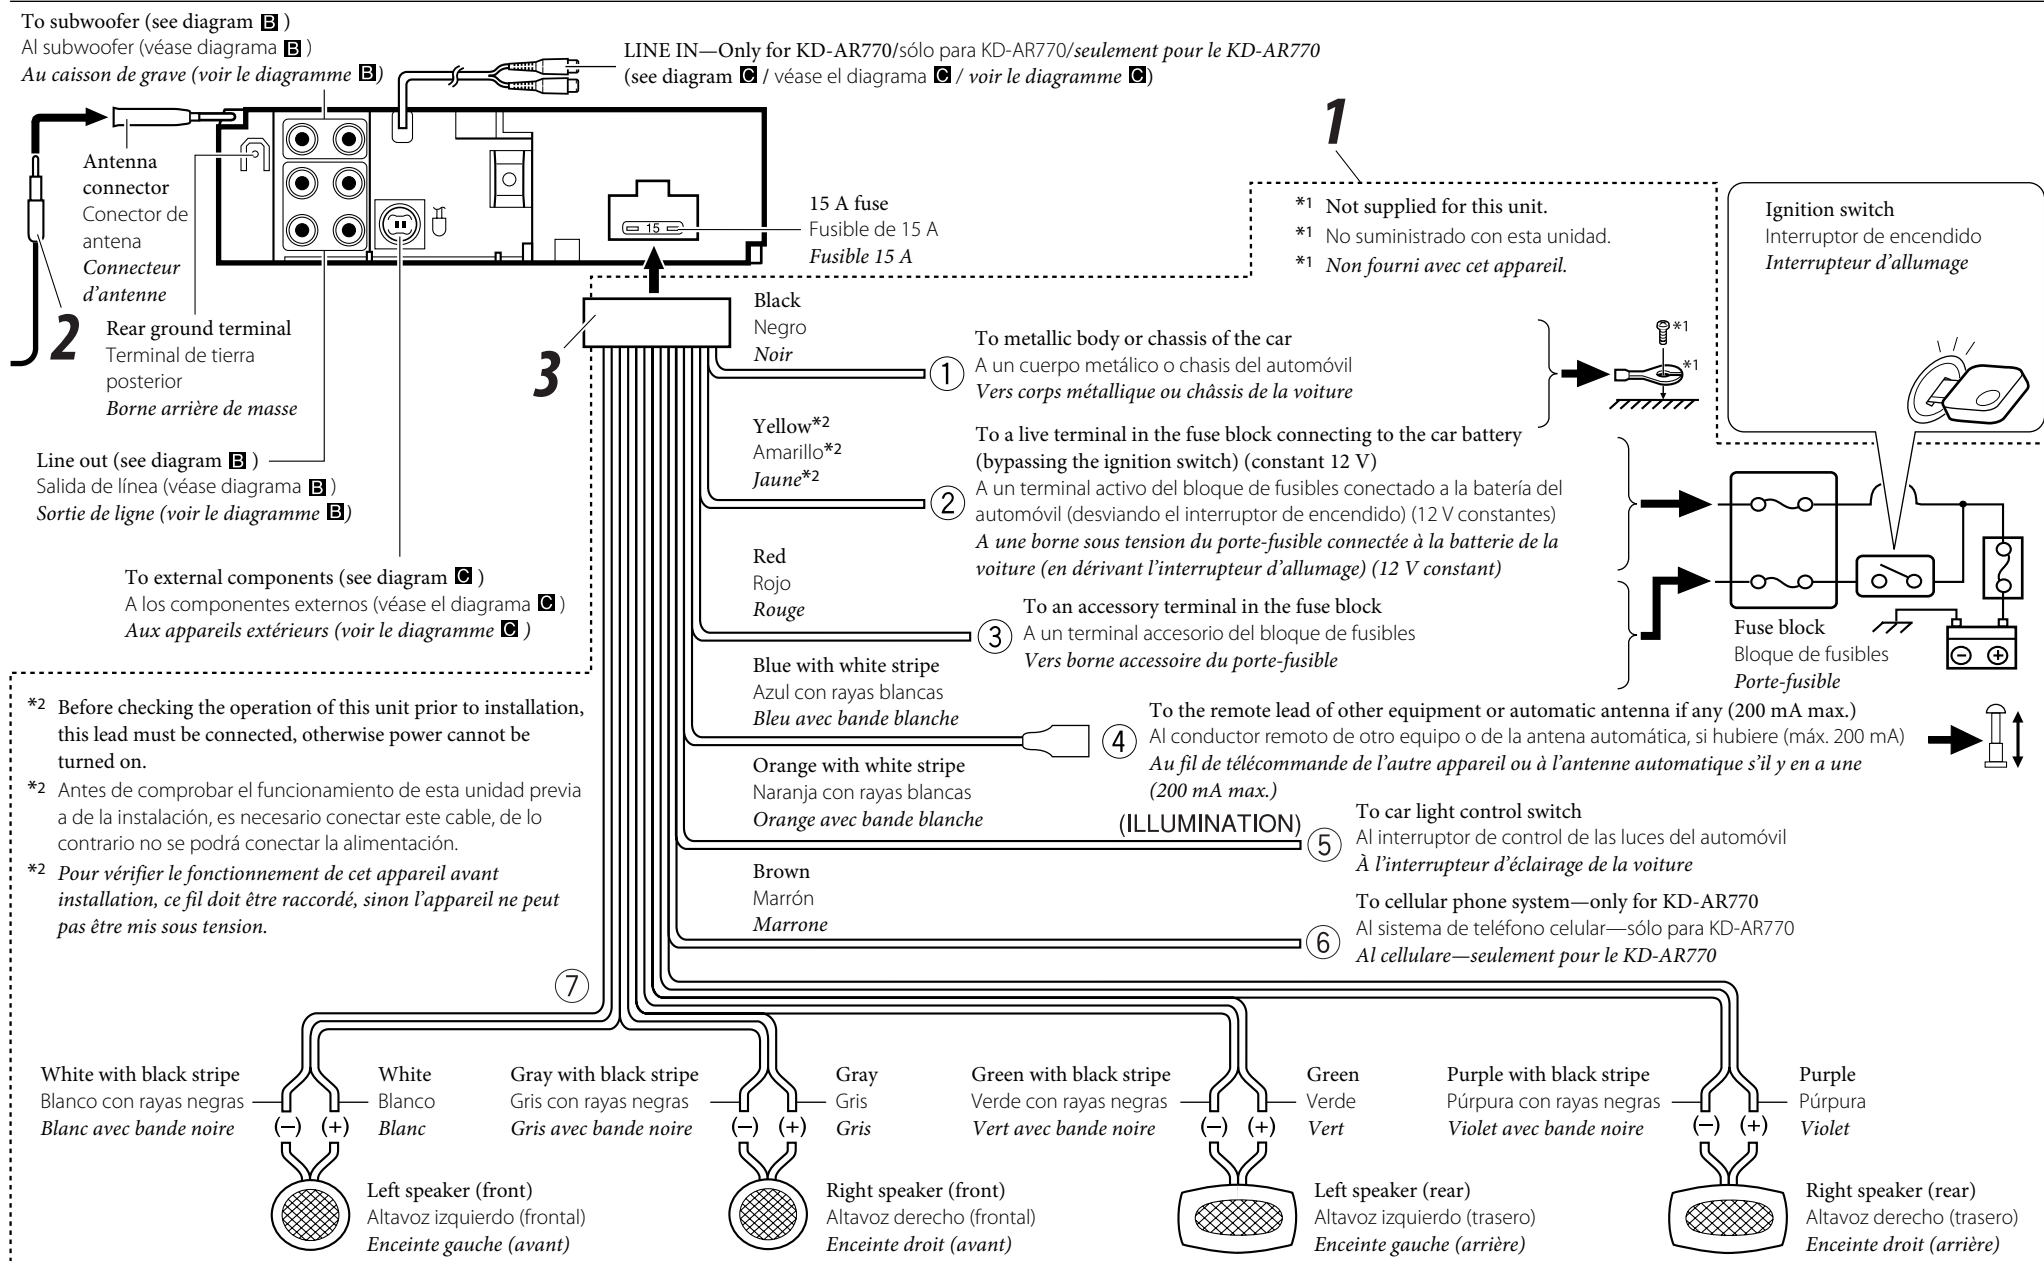 To subwoofer (see diagram B )
Al subwoofer (véase diagrama B )
Au caisson de grave (voir le diagramme B)
LINE IN—Only for KD-AR770/sólo para KD-AR770/seulement pour le KD-AR770
(see diagram C / véase el diagrama C / voir le diagramme C)
Antenna
connector
Conector de
antena
Connecteur
d'antenne
2
Rear ground terminal
Terminal de tierra
posterior
Borne arrière de masse
Line out (see diagram B )
Salida de línea (véase diagrama B )
Sortie de ligne (voir le diagramme B)
To external components (see diagram C )
A los componentes externos (véase el diagrama C )
Aux appareils extérieurs (voir le diagramme C )
15
15 A fuse
Fusible de 15 A
Fusible 15 A
1
*1 Not supplied for this unit.
*1 No suministrado con esta unidad.
*1 Non fourni avec cet appareil.
Ignition switch
Interruptor de encendido
Interrupteur d'allumage
3
Black
Negro
Noir
1
To metallic body or chassis of the car
A un cuerpo metálico o chasis del automóvil
Vers corps métallique ou châssis de la voiture
*1
*1
Yellow*2
Amarillo*2
Jaune*2
2
To a live terminal in the fuse block connecting to the car battery
(bypassing the ignition switch) (constant 12 V)
A un terminal activo del bloque de fusibles conectado a la batería del
automóvil (desviando el interruptor de encendido) (12 V constantes)
A une borne sous tension du porte-fusible connectée à la batterie de la
voiture (en dérivant l'interrupteur d'allumage) (12 V constant)
Red
Rojo
Rouge
3
To an accessory terminal in the fuse block
A un terminal accesorio del bloque de fusibles
Vers borne accessoire du porte-fusible
Fuse block
Bloque de fusibles
Porte-fusible
*2 Before checking the operation of this unit prior to installation,
this lead must be connected, otherwise power cannot be
turned on.
*2 Antes de comprobar el funcionamiento de esta unidad previa
a de la instalación, es necesario conectar este cable, de lo
contrario no se podrá conectar la alimentación.
*2 Pour vérifier le fonctionnement de cet appareil avant
installation, ce fil doit être raccordé, sinon l'appareil ne peut
pas être mis sous tension.
Blue with white stripe
Azul con rayas blancas
Bleu avec bande blanche
4
To the remote lead of other equipment or automatic antenna if any (200 mA max.)
Al conductor remoto de otro equipo o de la antena automática, si hubiere (máx. 200 mA)
Au fil de télécommande de l'autre appareil ou à l'antenne automatique s'il y en a une
(200 mA max.)
Orange with white stripe
Naranja con rayas blancas
Orange avec bande blanche
(ILLUMINATION)
5
To car light control switch
Al interruptor de control de las luces del automóvil
À l'interrupteur d'éclairage de la voiture
Brown
Marrón
Marrone
6
To cellular phone system—only for KD-AR770
Al sistema de teléfono celular—sólo para KD-AR770
Al cellulare—seulement pour le KD-AR770
7
White with black stripe
Blanco con rayas negras
Blanc avec bande noire
(−) (+)
White
Blanco
Blanc
Left speaker (front)
Altavoz izquierdo (frontal)
Enceinte gauche (avant)
Gray with black stripe
Gris con rayas negras
Gris avec bande noire
(−) (+)
Gray
Gris
Gris
Right speaker (front)
Altavoz derecho (frontal)
Enceinte droit (avant)
Green with black stripe
Verde con rayas negras
Vert avec bande noire
(−) (+)
Green
Verde
Vert
Left speaker (rear)
Altavoz izquierdo (trasero)
Enceinte gauche (arrière)
Purple with black stripe
Púrpura con rayas negras
Violet avec bande noire
(−) (+)
Purple
Púrpura
Violet
Right speaker (rear)
Altavoz derecho (trasero)
Enceinte droit (arrière)